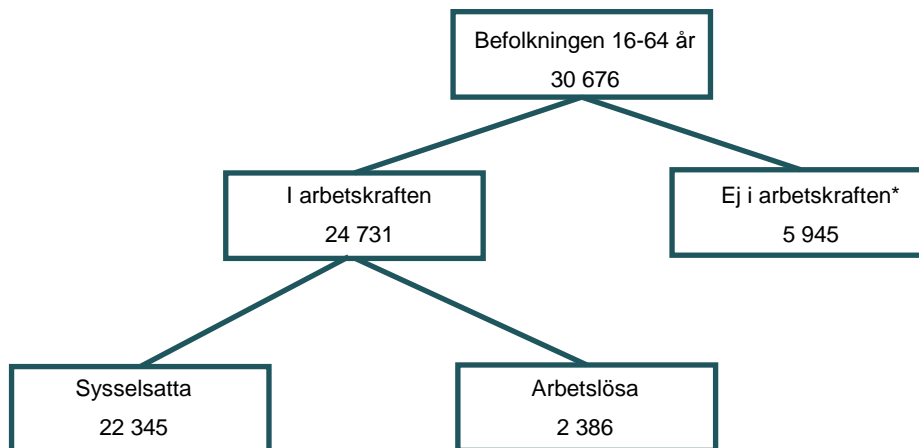 Befolkningen 16-64 år
30 676
I arbetskraften
24 731
Ej i arbetskraften*
5 945
Sysselsatta
22 345
Arbetslösa
2 386